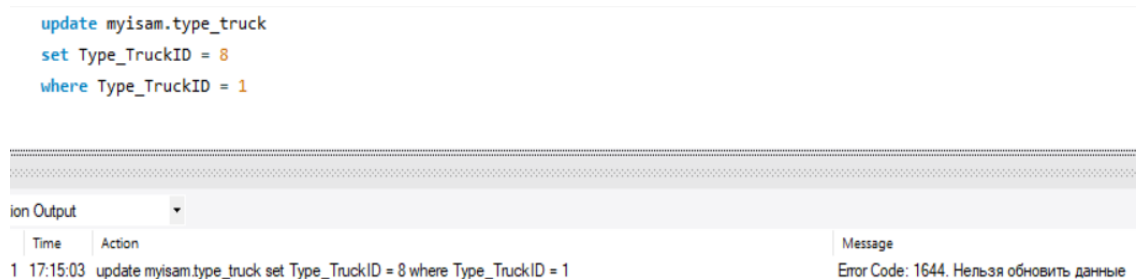 update myisam.type_truck
set Type_TruckID = 8
where Type_TruckID = 1
ion Output
Time Action Message
1 17:15:03 update myisam.type_truck set Type_TruckID = 8 where Type_TruckID = 1 Error Code: 1644. Нельзя обновить данные